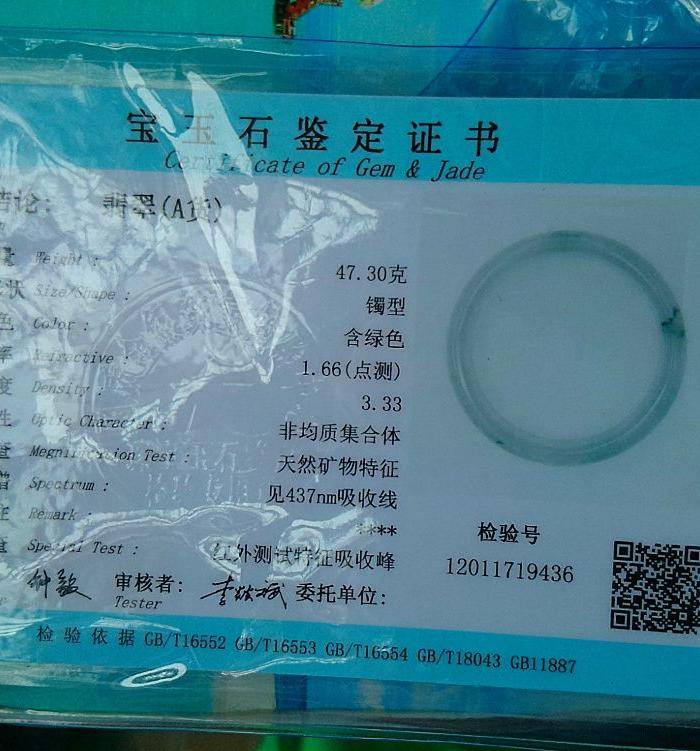 宝玉石鉴定证书
Certificate of Gem & Jade
结论: 翡翠(A货)
Weight : 47.30克
Size/Shape : 镯型
Color : 含绿色
Refractive : 1.66(点测)
Density : 3.33
Optic Character : 非均质集合体
Megnification Test : 天然矿物特征
Spectrum : 见437nm吸收线
Remark : ****
Special Test : 红外测试特征吸收峰
检验号
12011719436
审核者: 委托单位:
Tester
检验依据 GB/T16552 GB/T16553 GB/T16554 GB/T18043 GB11887